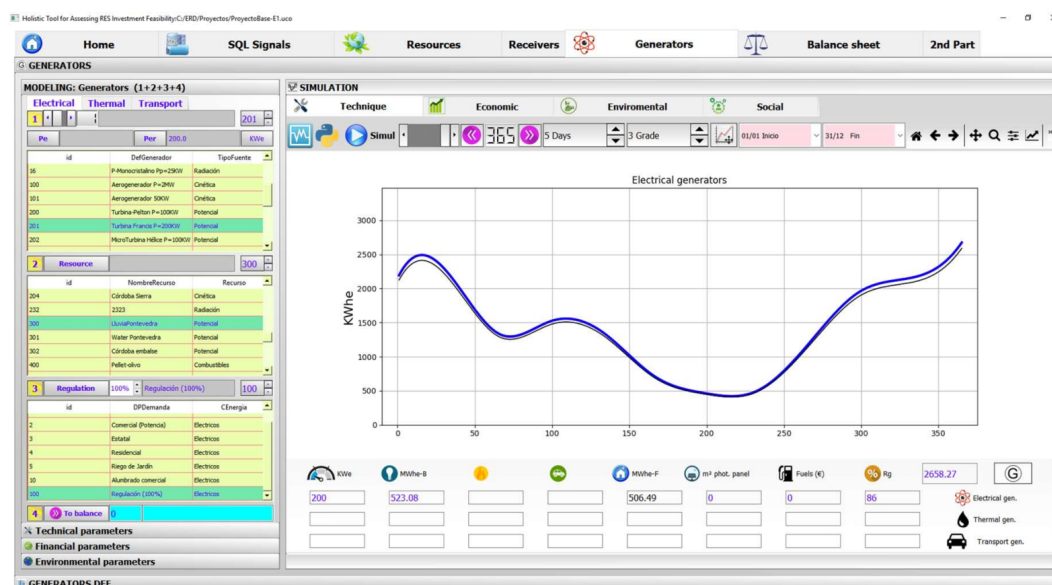 Holistic Tool for Assessing RES Investment Feasibility:C:/ERD/Proyectos/ProyectoBase-E1.uco
Home SQL Signals Resources Receivers Generators Balance sheet 2nd Part
G GENERATORS
MODELING: Generators (1+2+3+4)
Electrical Thermal Transport
1 201
Pe Per 200.0 KWe
id DefGenerador TipoFuente
16 P-Monocristalino Pp=25KW Radiación
100 Aerogenerador P=2MW Cinética
101 Aerogenerador 50KW Cinética
200 Turbina-Pelton P=100KW Potencial
201 Turbina Francis P=200KW Potencial
202 MicroTurbina Hélice P=100KW Potencial
2 Resource 300
id NombreRecurso Recurso
204 Córdoba Sierra Cinética
232 2323 Radiación
300 LluviaPontevedra Potencial
301 Water Pontevedra Potencial
302 Córdoba embalse Potencial
400 Pellet-olivo Combustibles
3 Regulation 100% Regulación (100%) 100
id DPDemanda CEnergia
2 Comercial (Potencia) Electricos
3 Estatal Electricos
4 Residencial Electricos
5 Riego de Jardín Electricos
10 Alumbrado comercial Electricos
100 Regulación (100%) Electricos
4 To balance 0
Technical parameters
Financial parameters
Environmental parameters
GENERATORS DEF
SIMULATION
Technique Economic Enviromental Social
Simul 365 5 Days 3 Grade 01/01 Inicio 31/12 Fin
Electrical generators
KWhe
3000
2500
2000
1500
1000
500
0
0 50 100 150 200 250 300 350
KWe MWhe-B MWhe-F m² phot. panel Fuels (€) % Rg 2658.27 G
200 523.08 506.49 0 0 86 Electrical gen.
Thermal gen.
Transport gen.